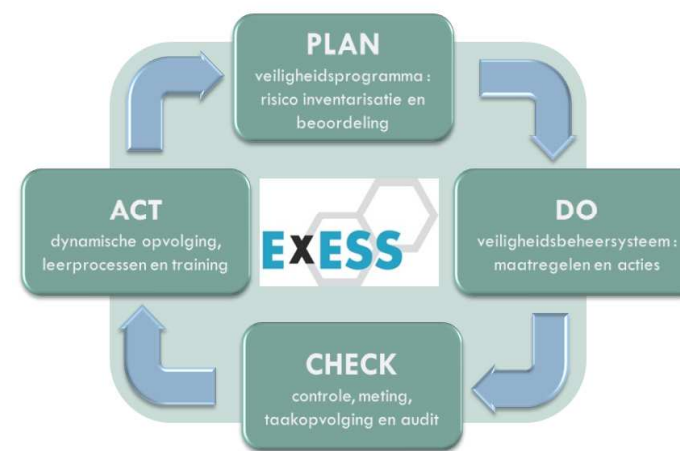 PLAN
veiligheidsprogramma :
risico inventarisatie en
beoordeling
ACT
dynamische opvolging,
leerprocessen en training
ExESS
DO
veiligheidsbeheersysteem :
maatregelen en acties
CHECK
controle, meting,
taakopvolging en audit